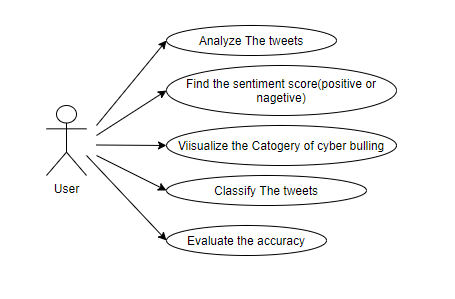 Analyze The tweets
Find the sentiment score(positive or
nagetive)
Viisualize the Catogery of cyber bulling
Classify The tweets
User
Evaluate the accuracy